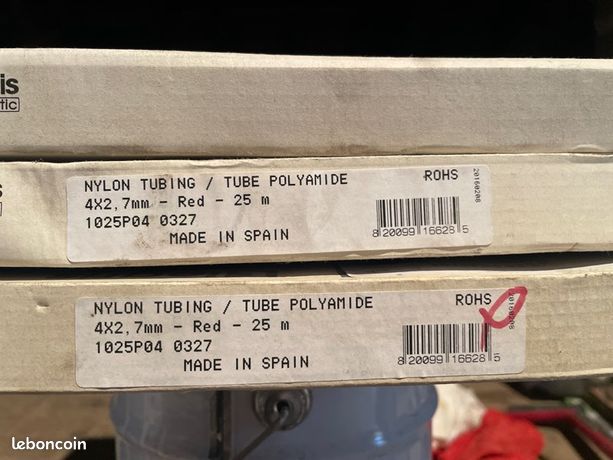 is
tic
NYLON TUBING / TUBE POLYAMIDE
ROHS
20160208
4X2,7mm - Red - 25 m
1025P04 0327
8 20099 16628 5
MADE IN SPAIN
s
NYLON TUBING / TUBE POLYAMIDE
ROHS
20160208
4X2,7mm - Red - 25 m
1025P04 0327
8 20099 16628 5
MADE IN SPAIN
leboncoin